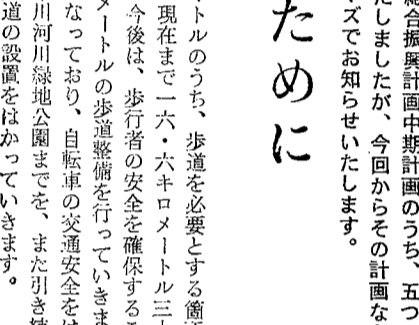 総合振興計画中期計画のうち、五つ
たしましたが、今回からその計画な
ズでお知らせいたします。
ために
トルのうち、歩道を必要とする箇
現在まで一六・六キロメートル三
今後は、歩行者の安全を確保するこ
メートルの歩道整備を行っていきま
なっており、自転車の交通安全をは
川河川緑地公園までを、また引き続
道の設置をはかっていきます。